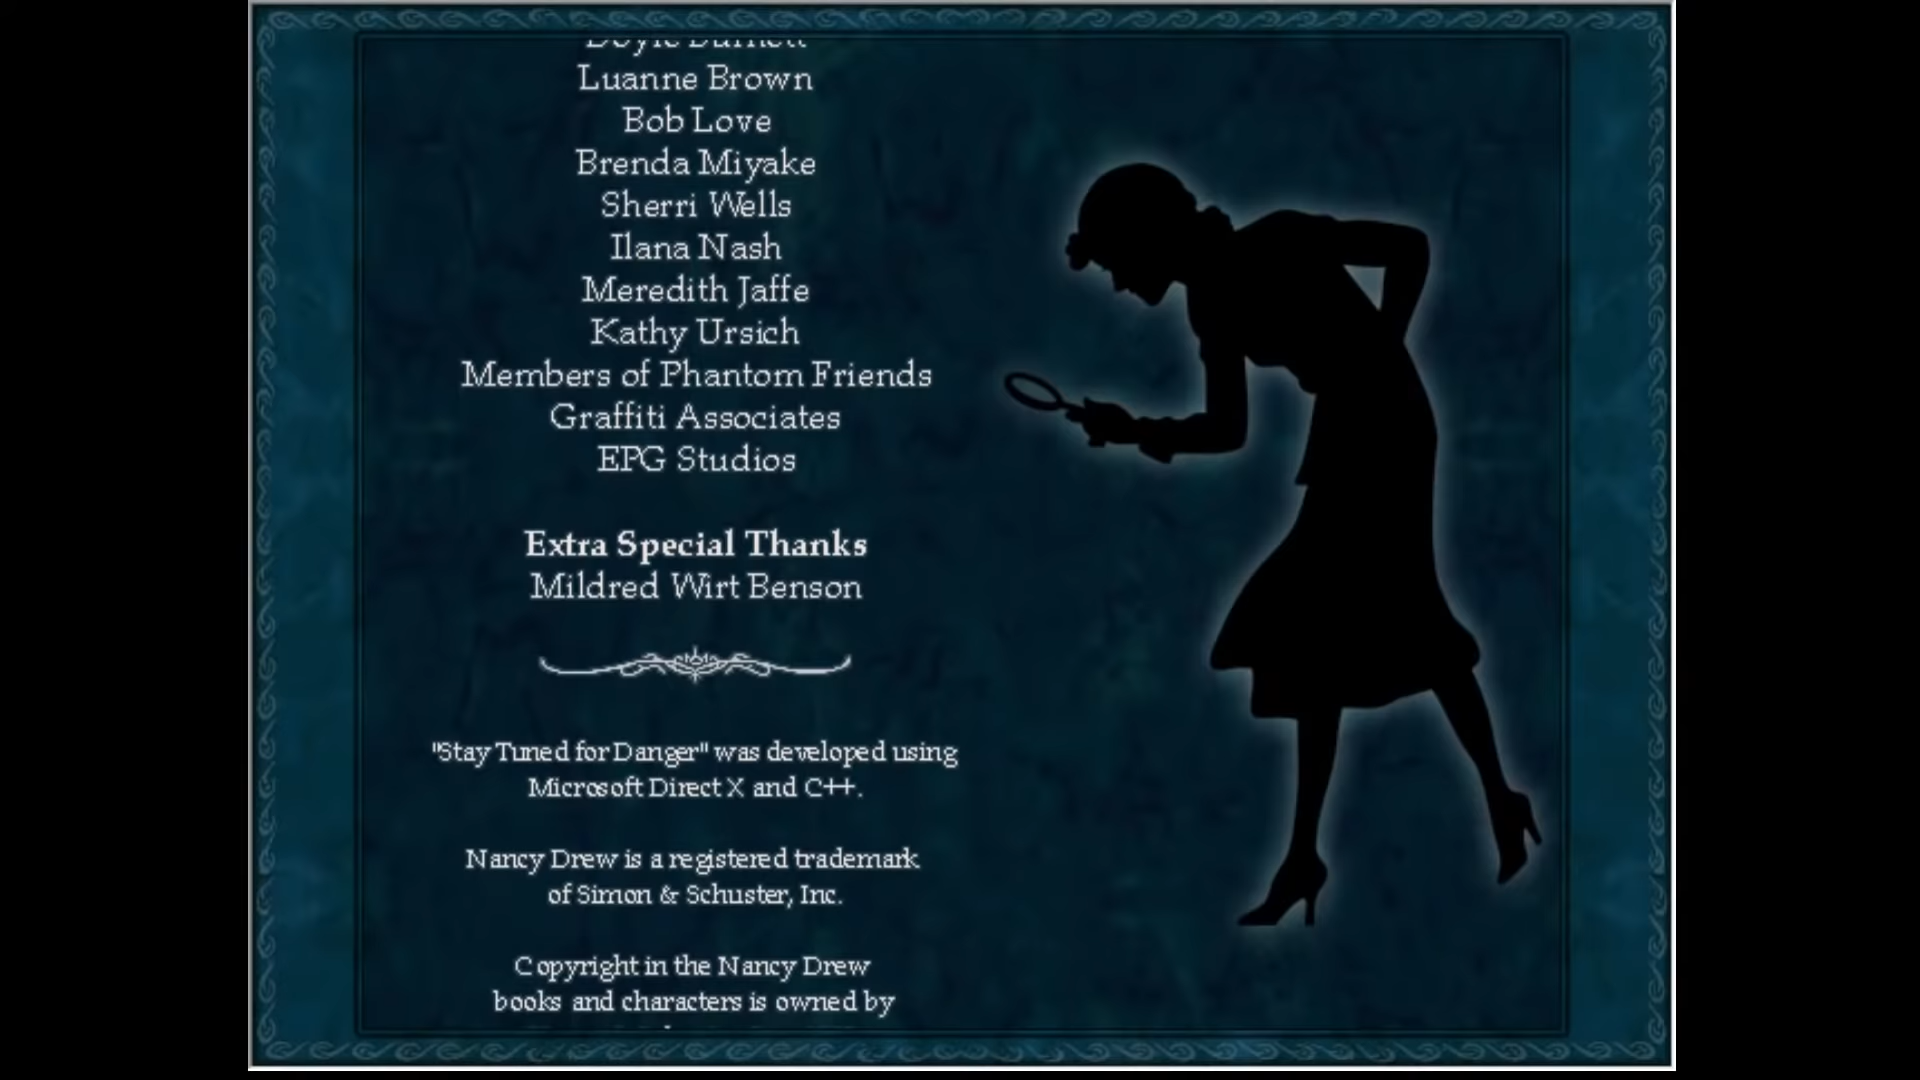 Luanne Brown
Bob Love
Brenda Miyake
Sherri Wells
Ilana Nash
Meredith Jaffe
Kathy Ursich
Members of Phantom Friends
Graffiti Associates
EPG Studios
Extra Special Thanks
Mildred Wirt Benson
"Stay Tuned for Danger" was developed using
Microsoft Direct X and C++.
Nancy Drew is a registered trademark
of Simon & Schuster, Inc.
Copyright in the Nancy Drew
books and characters is owned by